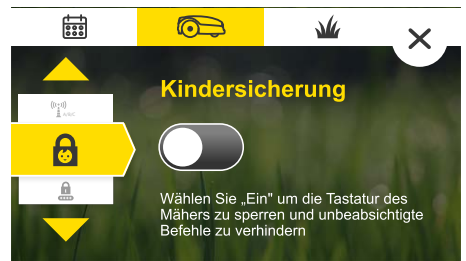 Kindersicherung
Wählen Sie „Ein" um die Tastatur des
Mähers zu sperren und unbeabsichtigte
Befehle zu verhindern